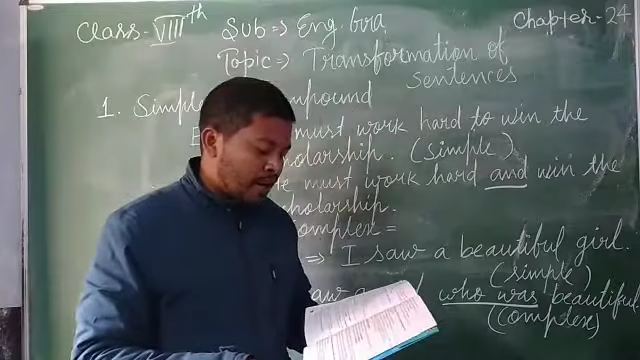 Class-VIIIth Sub ⇒ Eng. Gra. Chapter-24
Topic ⇒ Transformation of
sentences
1. Simple ompound
must work hard to win the
holarship. (simple)
must work hard and win the
cholarship.
omplex =
⇒ I saw a beautiful girl.
(simple)
who was beautiful
(complex)